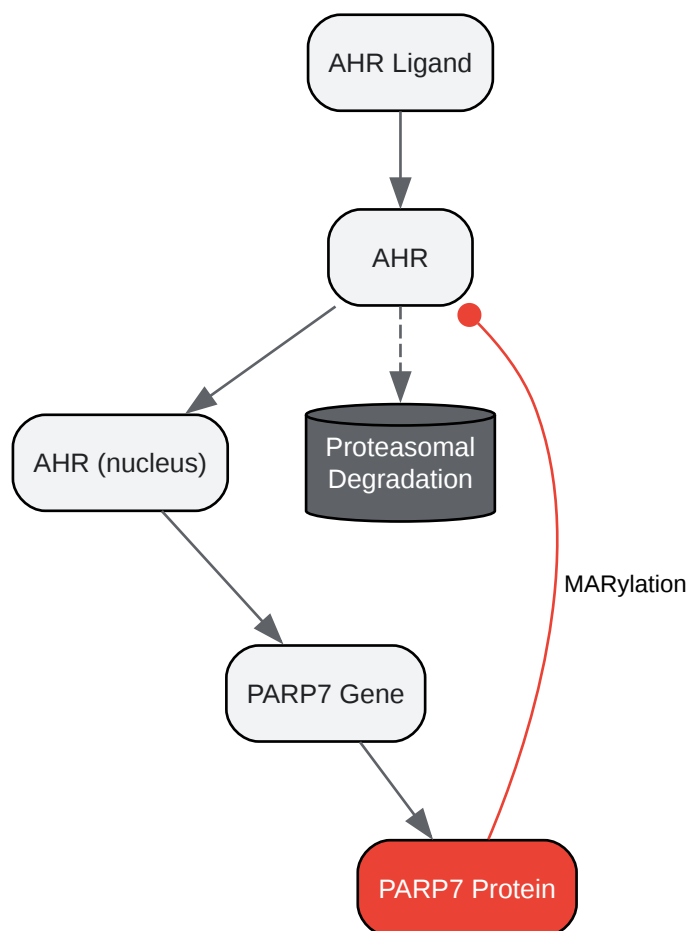 AHR Ligand
AHR
AHR (nucleus)
Proteasomal
Degradation
MARylation
PARP7 Gene
PARP7 Protein